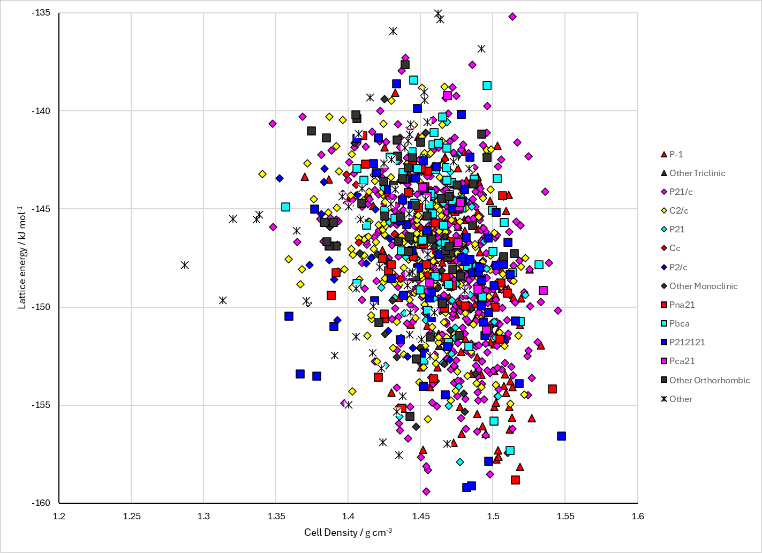 -135
-140
-145
-150
-155
-160
Lattice energy / kJ mol-1
1.2
1.25
1.3
1.35
1.4
1.45
1.5
1.55
1.6
Cell Density / g cm-3
P-1
Other Triclinic
P21/c
C2/c
P21
Cc
P2/c
Other Monoclinic
Pna21
Pbca
P212121
Pca21
Other Orthorhombic
Other